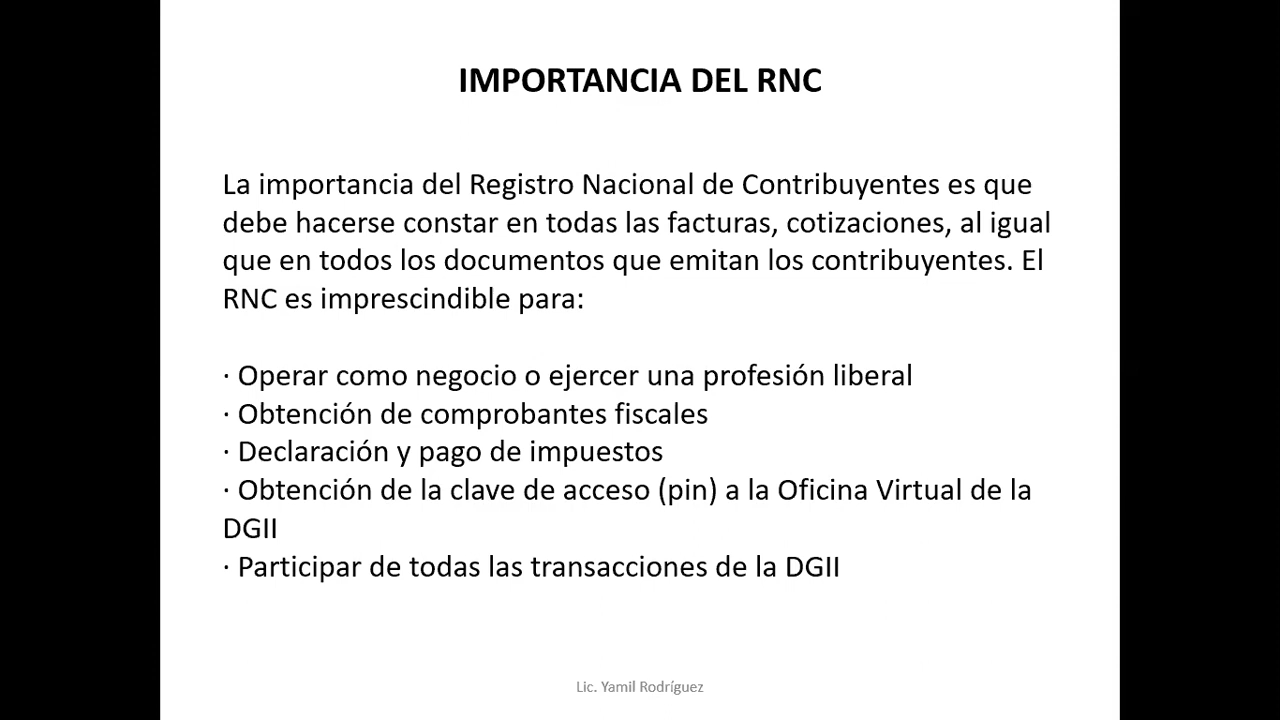 IMPORTANCIA DEL RNC
La importancia del Registro Nacional de Contribuyentes es que
debe hacerse constar en todas las facturas, cotizaciones, al igual
que en todos los documentos que emitan los contribuyentes. El
RNC es imprescindible para:
· Operar como negocio o ejercer una profesión liberal
· Obtención de comprobantes fiscales
· Declaración y pago de impuestos
· Obtención de la clave de acceso (pin) a la Oficina Virtual de la
DGII
· Participar de todas las transacciones de la DGII
Lic. Yamil Rodríguez